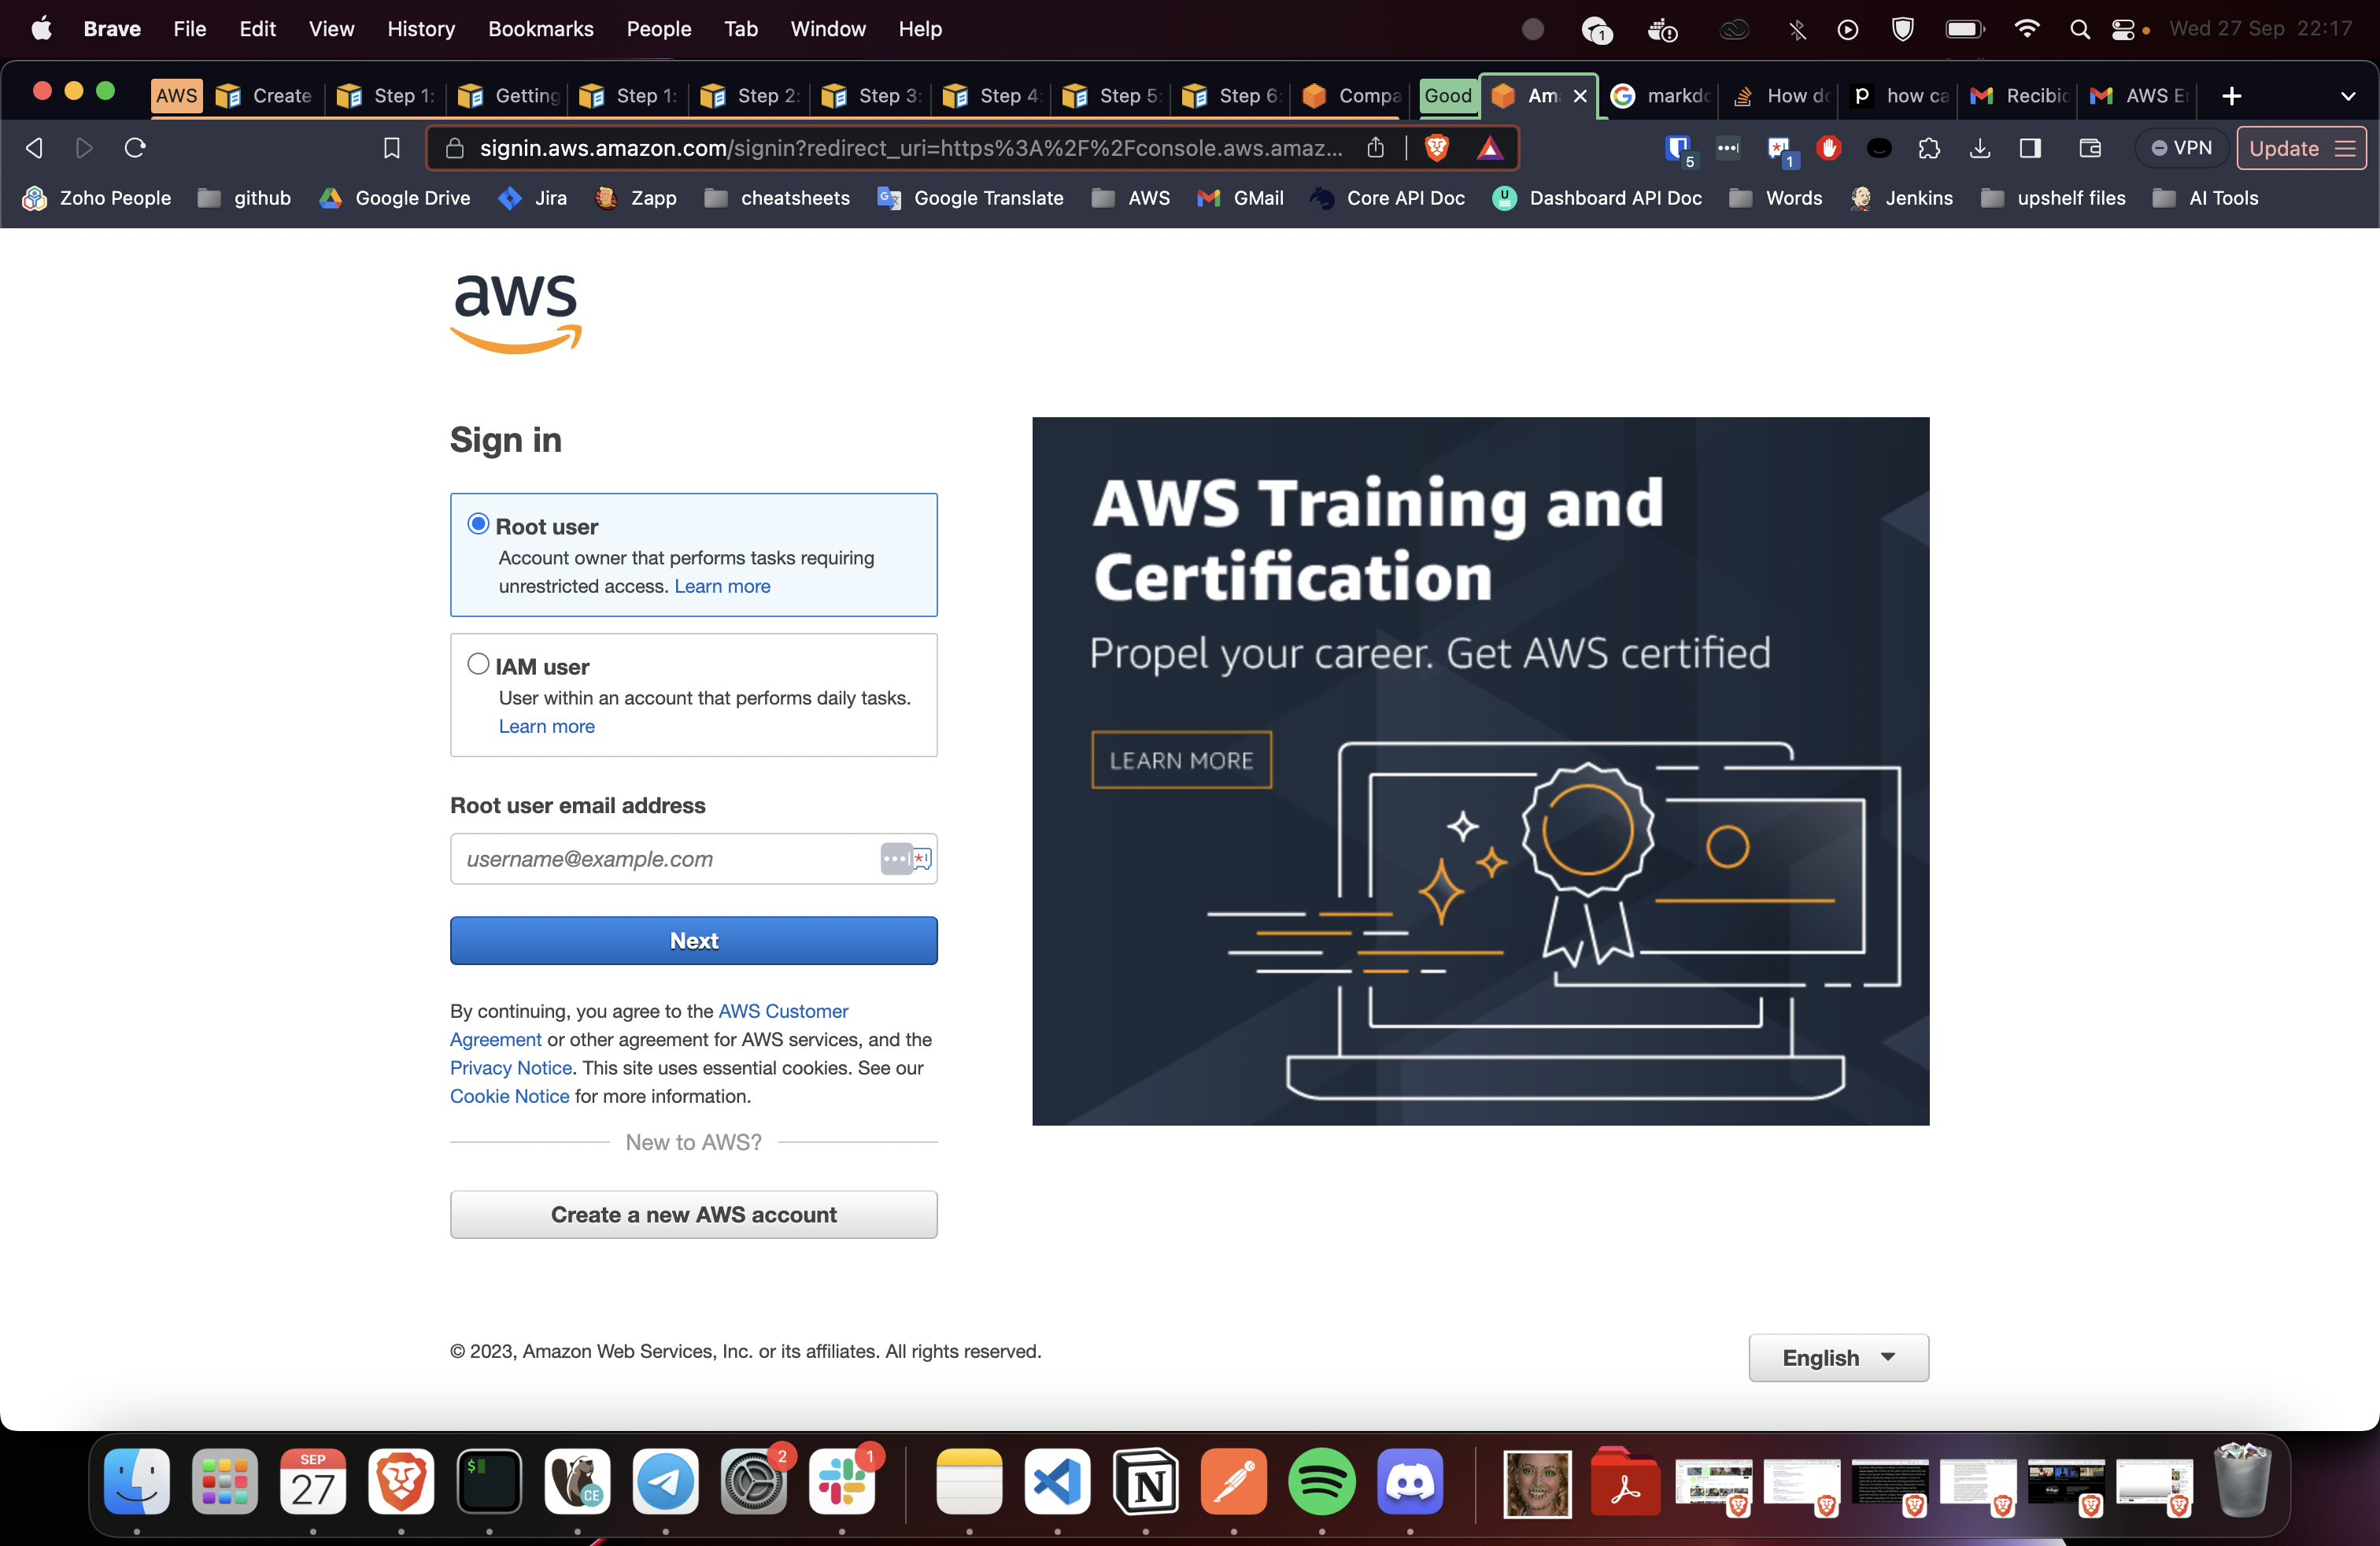 Brave File Edit View History Bookmarks People Tab Window Help 1 Wed 27 Sep 22:17
AWS Create Step 1: Getting Step 1: Step 2: Step 3: Step 4: Step 5: Step 6: Compa Good Am markdo How do how ca Recibid AWS E
signin.aws.amazon.com/signin?redirect_uri=https%3A%2F%2Fconsole.aws.amaz... 5 1 VPN Update
Zoho People github Google Drive Jira Zapp cheatsheets Google Translate AWS GMail Core API Doc Dashboard API Doc Words Jenkins upshelf files AI Tools
aws
Sign in
Root user
Account owner that performs tasks requiring
unrestricted access. Learn more
IAM user
User within an account that performs daily tasks.
Learn more
Root user email address
username@example.com
Next
By continuing, you agree to the AWS Customer
Agreement or other agreement for AWS services, and the
Privacy Notice. This site uses essential cookies. See our
Cookie Notice for more information.
New to AWS?
Create a new AWS account
AWS Training and
Certification
Propel your career. Get AWS certified
LEARN MORE
© 2023, Amazon Web Services, Inc. or its affiliates. All rights reserved.
English
SEP
27
$
CE
2
1
N